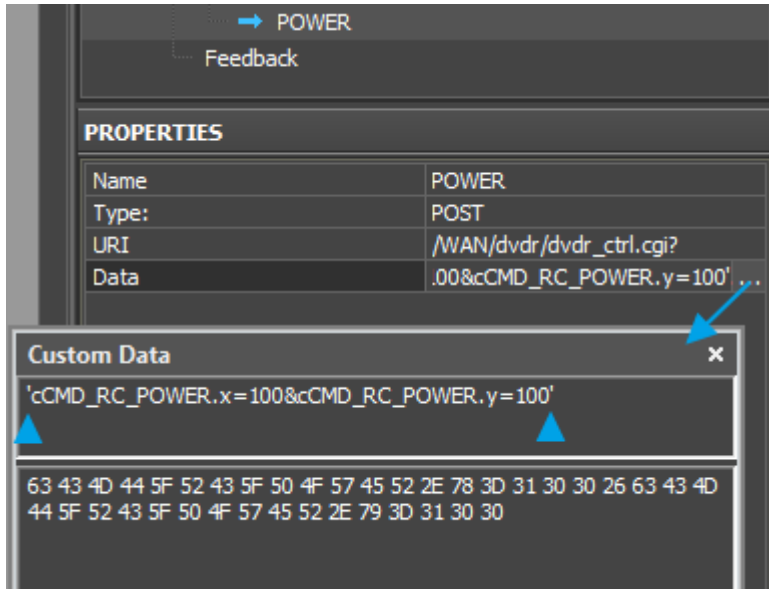 POWER
Feedback
PROPERTIES
Name POWER
Type: POST
URI /WAN/dvdr/dvdr_ctrl.cgi?
Data .00&cCMD_RC_POWER.y=100' ...
Custom Data ×
'cCMD_RC_POWER.x=100&cCMD_RC_POWER.y=100'
63 43 4D 44 5F 52 43 5F 50 4F 57 45 52 2E 78 3D 31 30 30 26 63 43 4D
44 5F 52 43 5F 50 4F 57 45 52 2E 79 3D 31 30 30